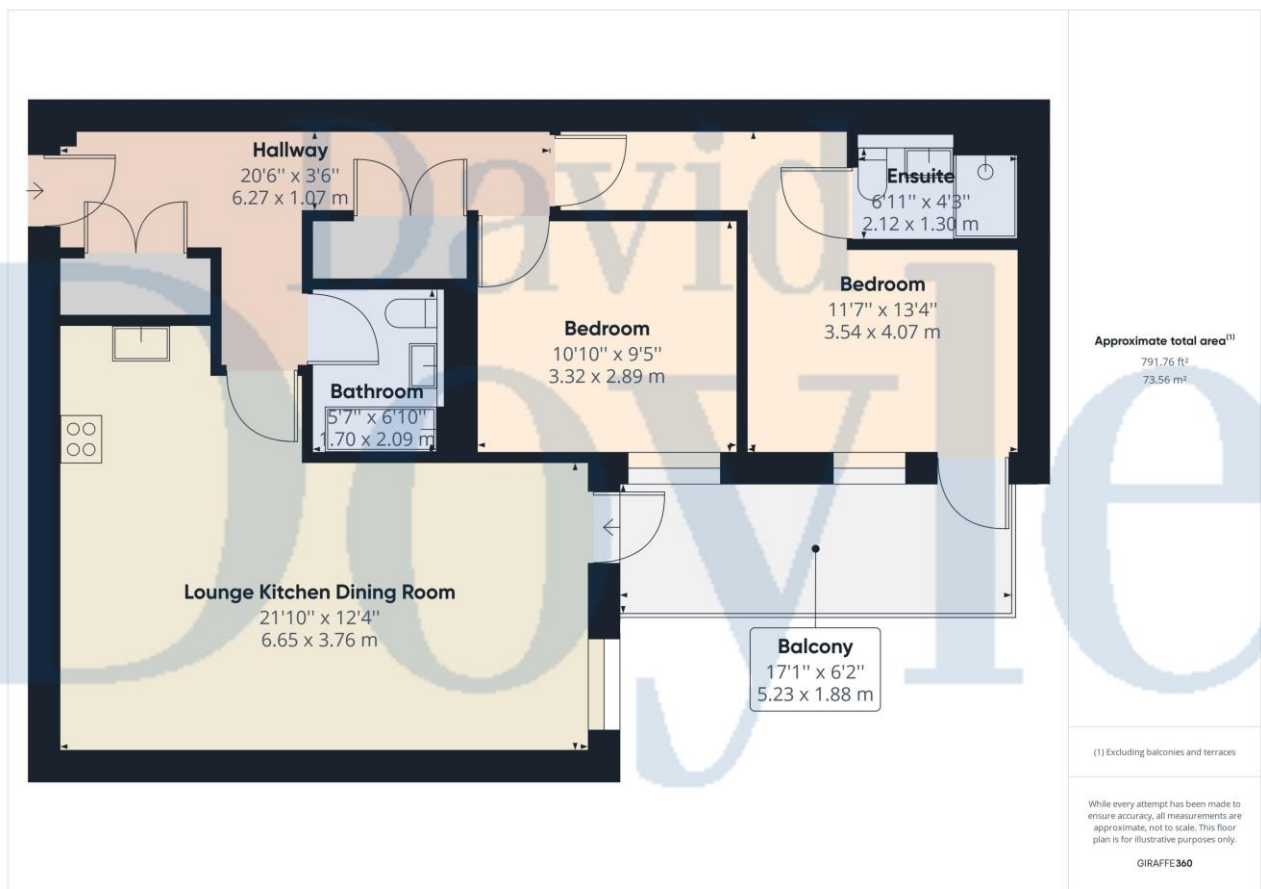 David
Doyle
Hallway
20'6'' x 3'6''
6.27 x 1.07 m
Ensuite
6'11'' x 4'3''
2.12 x 1.30 m
Bedroom
11'7'' x 13'4''
3.54 x 4.07 m
Bedroom
10'10'' x 9'5''
3.32 x 2.89 m
Bathroom
5'7'' x 6'10''
1.70 x 2.09 m
Lounge Kitchen Dining Room
21'10'' x 12'4''
6.65 x 3.76 m
Balcony
17'1'' x 6'2''
5.23 x 1.88 m
Approximate total area(1)
791.76 ft²
73.56 m²
(1) Excluding balconies and terraces
While every attempt has been made to
ensure accuracy, all measurements are
approximate, not to scale. This floor
plan is for illustrative purposes only.
GIRAFFE360